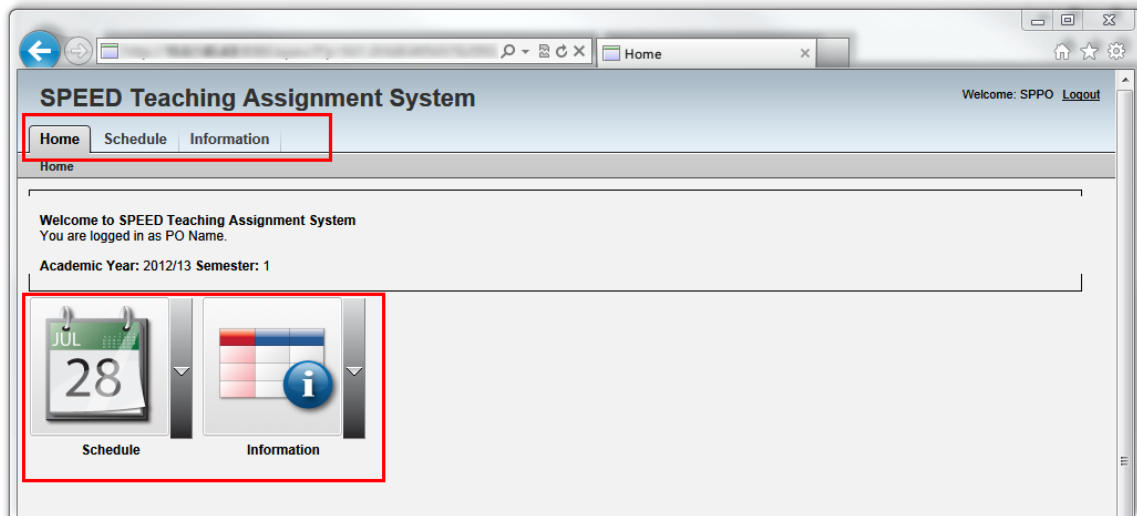 Home
SPEED Teaching Assignment System
Welcome: SPPO Logout
Home Schedule Information
Home
Welcome to SPEED Teaching Assignment System
You are logged in as PO Name.
Academic Year: 2012/13 Semester: 1
JUL
28
i
Schedule Information